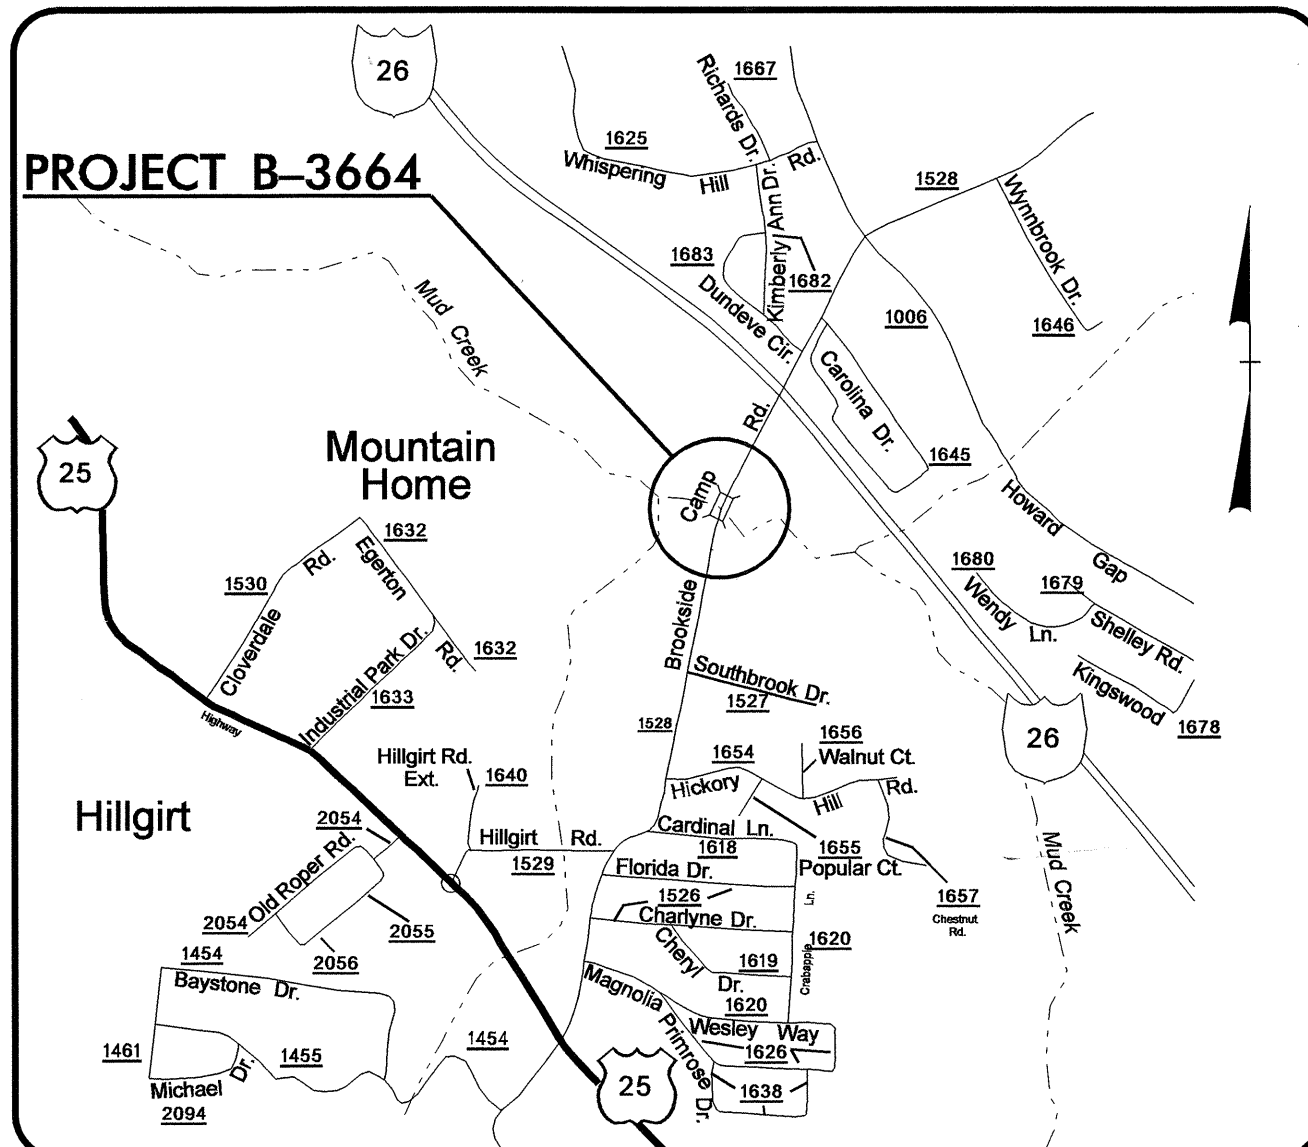 26
PROJECT B–3664
1667
Richards Dr.
1625
Whispering Hill Rd.
1528
Wynnbrook Dr.
1646
Kimberly Ann Dr.
1683
1682
Dundeve Cir.
1006
Mud Creek
Carolina Dr.
1645
Camp Rd.
Howard Gap
25
Mountain
Home
1632
Egerton Rd.
1530
Cloverdale Rd.
Industrial Park Dr.
1633
1632
Highway
Brookside
1680
Wendy Ln.
1679
Shelley Rd.
Kingswood
1678
Southbrook Dr.
1527
1528
26
1656
Walnut Ct.
1654
Hickory Hill Rd.
Hillgirt Rd.
Ext.
1640
Hillgirt
2054
Old Roper Rd.
2054
2055
2056
Hillgirt Rd.
1529
Cardinal Ln.
1618
1655
Popular Ct.
1657
Chestnut
Rd.
Mud Creek
Florida Dr.
1526
Charlyne Dr.
Cheryl Dr.
1619
Crabapple Ln
1620
1454
Baystone Dr.
1461
1455
Michael Dr.
2094
1454
Magnolia
1620
Wesley Way
1626
Primrose Dr.
1638
25